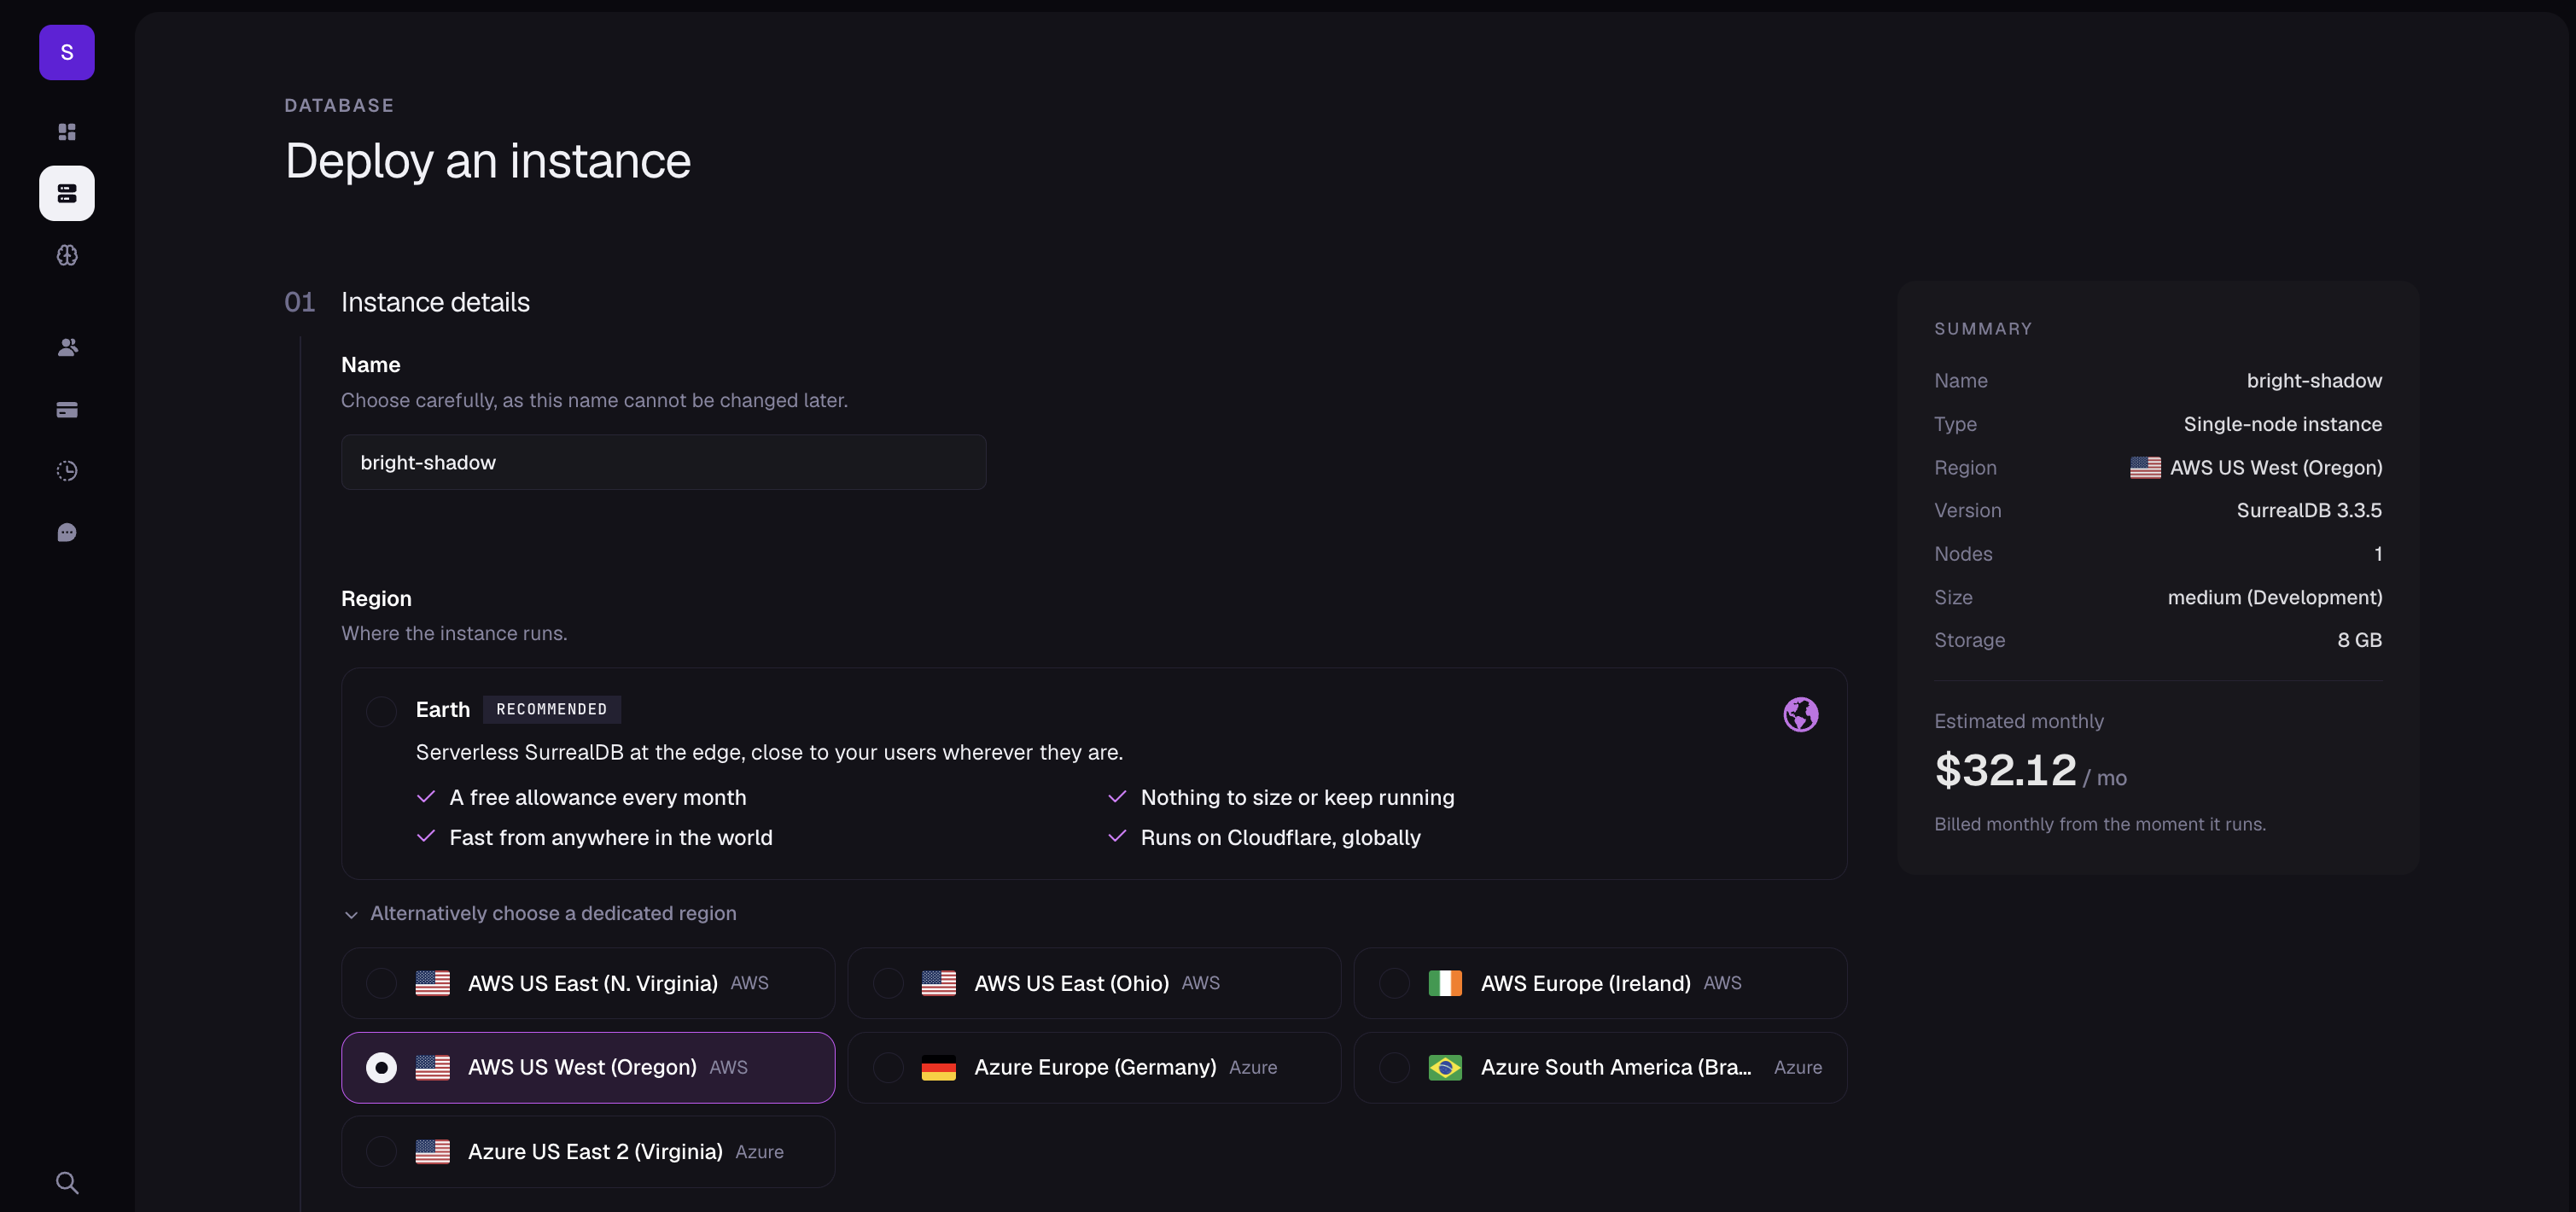 S
DATABASE
Deploy an instance
01 Instance details
Name
Choose carefully, as this name cannot be changed later.
bright-shadow
Region
Where the instance runs.
Earth RECOMMENDED
Serverless SurrealDB at the edge, close to your users wherever they are.
A free allowance every month
Nothing to size or keep running
Fast from anywhere in the world
Runs on Cloudflare, globally
Alternatively choose a dedicated region
AWS US East (N. Virginia) AWS
AWS US East (Ohio) AWS
AWS Europe (Ireland) AWS
AWS US West (Oregon) AWS
Azure Europe (Germany) Azure
Azure South America (Bra... Azure
Azure US East 2 (Virginia) Azure
SUMMARY
Name bright-shadow
Type Single-node instance
Region AWS US West (Oregon)
Version SurrealDB 3.3.5
Nodes 1
Size medium (Development)
Storage 8 GB
Estimated monthly
$32.12 / mo
Billed monthly from the moment it runs.